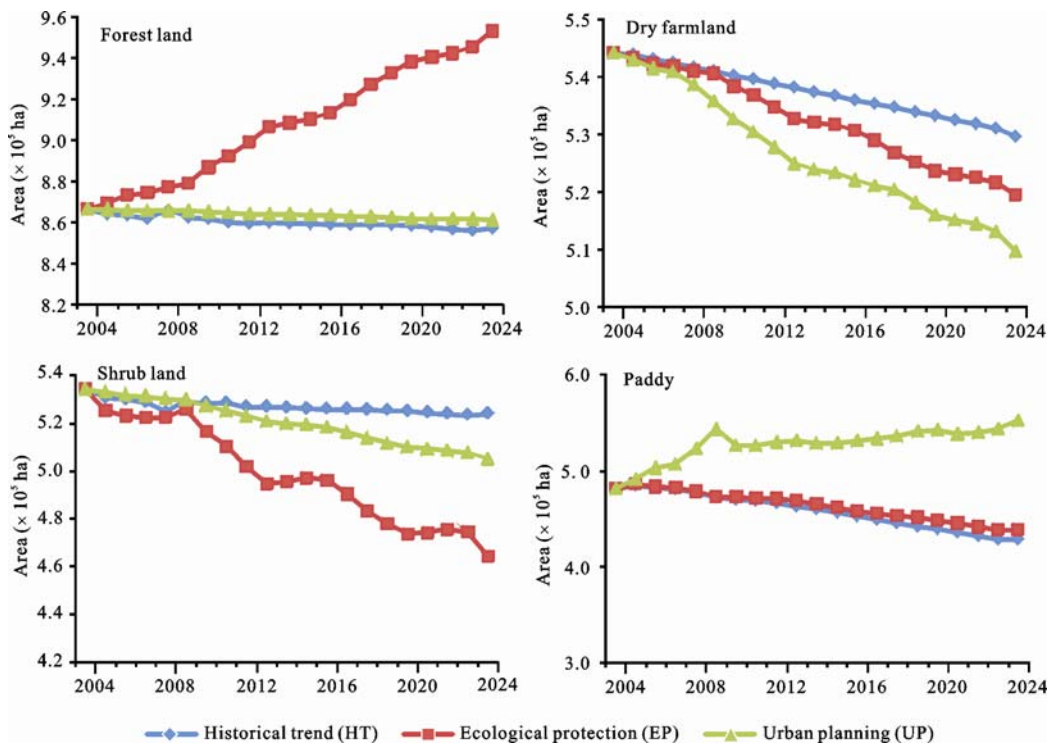 Forest land
Area (× 10⁵ ha)
9.6
9.4
9.2
9.0
8.8
8.6
8.4
8.2
2004 2008 2012 2016 2020 2024
Dry farmland
Area (× 10⁵ ha)
5.5
5.4
5.3
5.2
5.1
5.0
2004 2008 2012 2016 2020 2024
Shrub land
Area (× 10⁵ ha)
5.4
5.2
5.0
4.8
4.6
4.4
4.2
2004 2008 2012 2016 2020 2024
Paddy
Area (× 10⁵ ha)
6.0
5.0
4.0
3.0
2004 2008 2012 2016 2020 2024
Historical trend (HT) Ecological protection (EP) Urban planning (UP)